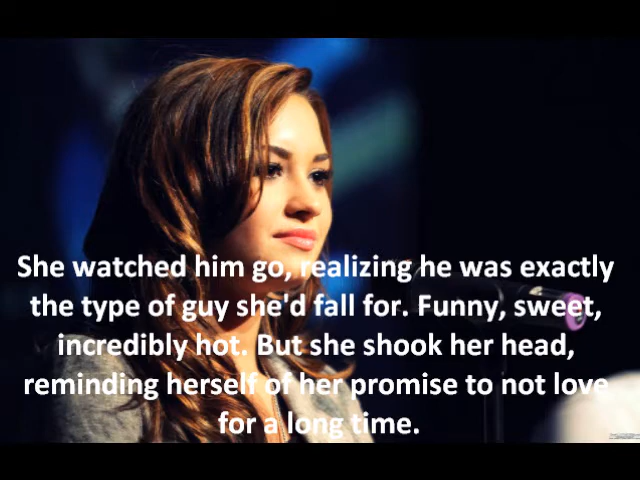 She watched him go, realizing he was exactly
the type of guy she'd fall for. Funny, sweet,
incredibly hot. But she shook her head,
reminding herself of her promise to not love
for a long time.